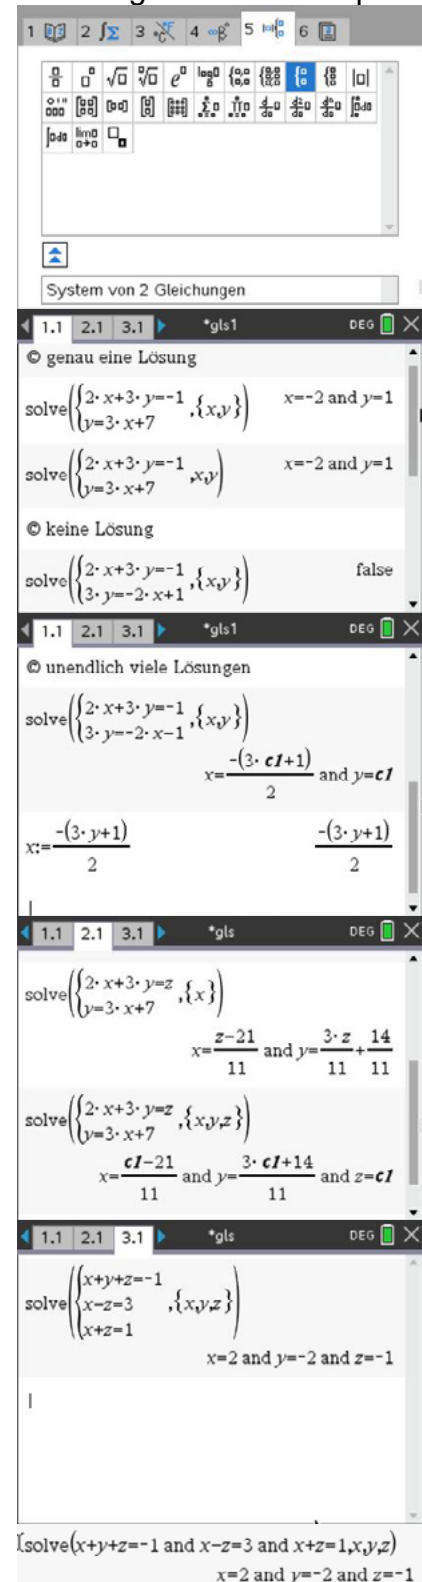 1 2 ∫Σ 3 4 ∞β° 5 6
System von 2 Gleichungen
1.1 2.1 3.1 *gls1 DEG
© genau eine Lösung
solve({2·x+3·y=-1
y=3·x+7 ,{x,y}) x=-2 and y=1
solve({2·x+3·y=-1
y=3·x+7 ,x,y) x=-2 and y=1
© keine Lösung
solve({2·x+3·y=-1
3·y=-2·x+1 ,{x,y}) false
1.1 2.1 3.1 *gls1 DEG
© unendlich viele Lösungen
solve({2·x+3·y=-1
3·y=-2·x-1 ,{x,y})
x=-(3·c1+1)/2 and y=c1
x:=-(3·y+1)/2 -(3·y+1)/2
1.1 2.1 3.1 *gls DEG
solve({2·x+3·y=z
y=3·x+7 ,{x})
x=z-21/11 and y=3·z/11+14/11
solve({2·x+3·y=z
y=3·x+7 ,{x,y,z})
x=c1-21/11 and y=3·c1+14/11 and z=c1
1.1 2.1 3.1 *gls DEG
solve({x+y+z=-1
x-z=3
x+z=1 ,{x,y,z})
x=2 and y=-2 and z=-1
solve(x+y+z=-1 and x-z=3 and x+z=1,x,y,z)
x=2 and y=-2 and z=-1